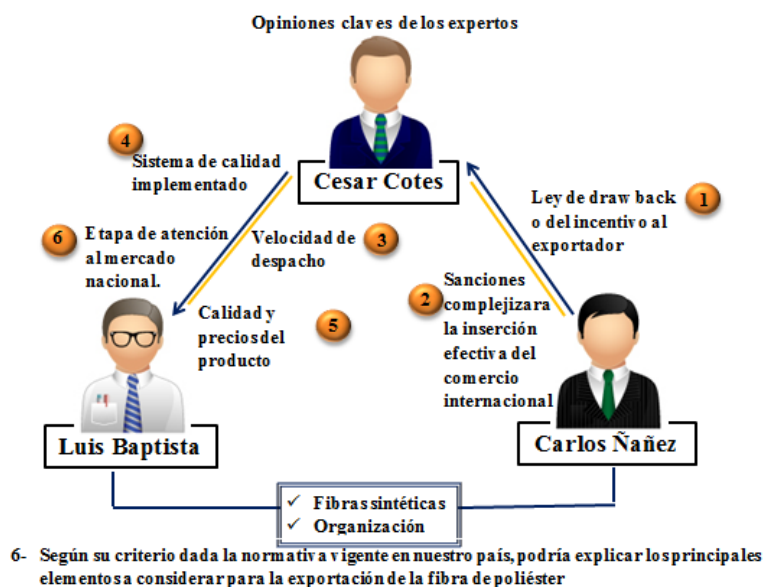 Opiniones claves de los expertos
4
Sistema de calidad
implementado
Cesar Cotes
Ley de draw back
o del incentivo al
exportador
1
6
Etapa de atención
al mercado
nacional.
Velocidad de
despacho
3
Calidad y
precios del
producto
5
2
Sanciones
complejizara
la inserción
efectiva del
comercio
internacional
Luis Baptista
Carlos Ñañez
✓ Fibras sintéticas
✓ Organización
6- Según su criterio dada la normativa vigente en nuestro país, podría explicar los principales
elementos a considerar para la exportación de la fibra de poliéster